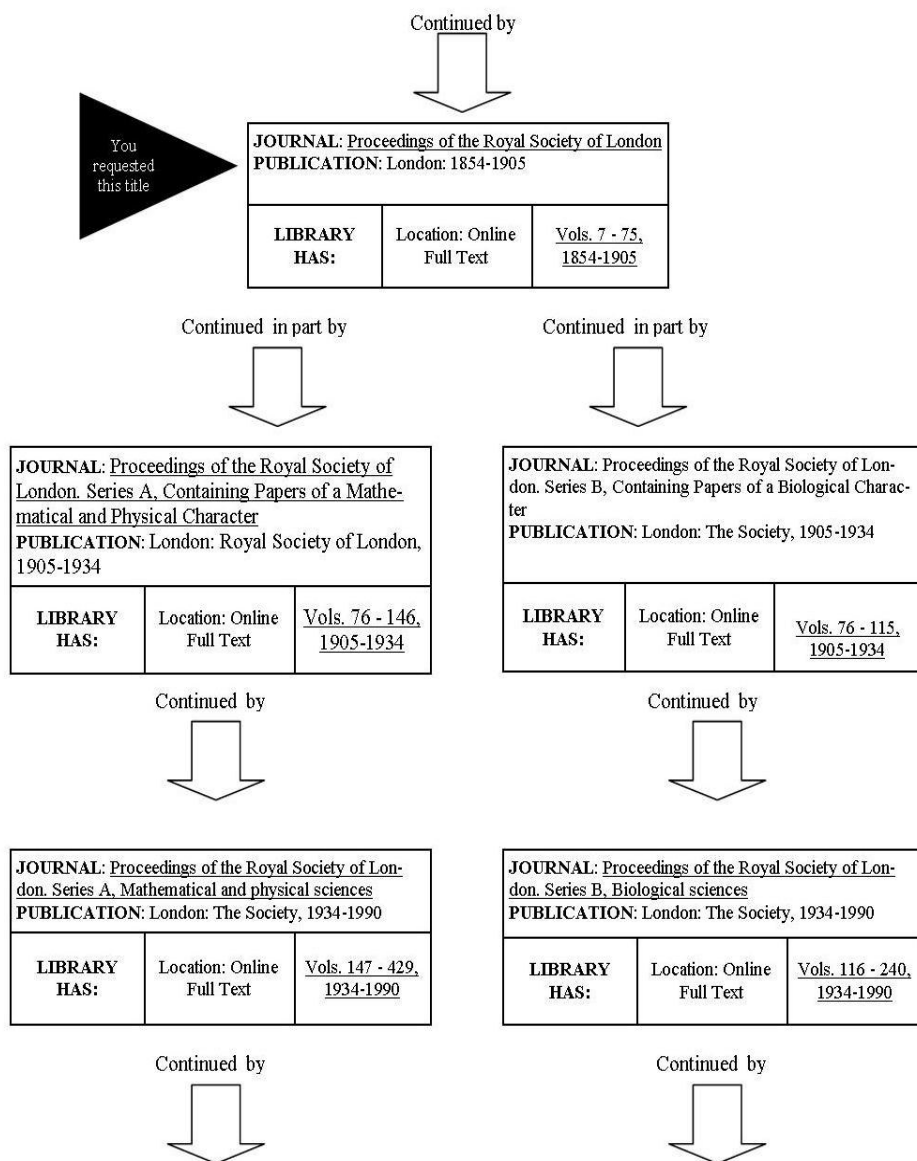 Continued by
You
requested
this title
JOURNAL: Proceedings of the Royal Society of London
PUBLICATION: London: 1854-1905
LIBRARY
HAS:
Location: Online
Full Text
Vols. 7 - 75,
1854-1905
Continued in part by
Continued in part by
JOURNAL: Proceedings of the Royal Society of
London. Series A, Containing Papers of a Mathe-
matical and Physical Character
PUBLICATION: London: Royal Society of London,
1905-1934
LIBRARY
HAS:
Location: Online
Full Text
Vols. 76 - 146,
1905-1934
JOURNAL: Proceedings of the Royal Society of Lon-
don. Series B, Containing Papers of a Biological Charac-
ter
PUBLICATION: London: The Society, 1905-1934
LIBRARY
HAS:
Location: Online
Full Text
Vols. 76 - 115,
1905-1934
Continued by
Continued by
JOURNAL: Proceedings of the Royal Society of Lon-
don. Series A, Mathematical and physical sciences
PUBLICATION: London: The Society, 1934-1990
LIBRARY
HAS:
Location: Online
Full Text
Vols. 147 - 429,
1934-1990
JOURNAL: Proceedings of the Royal Society of Lon-
don. Series B, Biological sciences
PUBLICATION: London: The Society, 1934-1990
LIBRARY
HAS:
Location: Online
Full Text
Vols. 116 - 240,
1934-1990
Continued by
Continued by